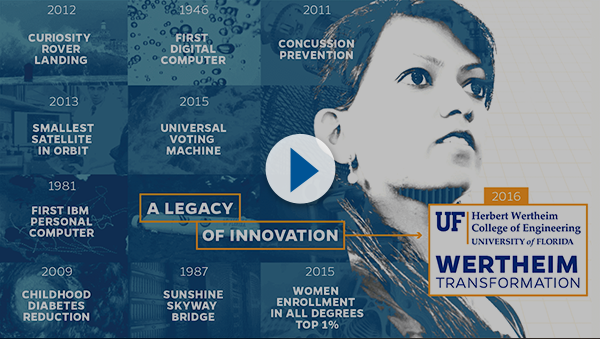 2012
CURIOSITY
ROVER
LANDING
1946
FIRST
DIGITAL
COMPUTER
2011
CONCUSSION
PREVENTION
2013
SMALLEST
SATELLITE
IN ORBIT
2015
UNIVERSAL
VOTING
MACHINE
1981
FIRST IBM
PERSONAL
COMPUTER
A LEGACY
OF INNOVATION
2016
UF Herbert Wertheim
College of Engineering
UNIVERSITY of FLORIDA
WERTHEIM
TRANSFORMATION
2009
CHILDHOOD
DIABETES
REDUCTION
1987
SUNSHINE
SKYWAY
BRIDGE
2015
WOMEN
ENROLLMENT
IN ALL DEGREES
TOP 1%